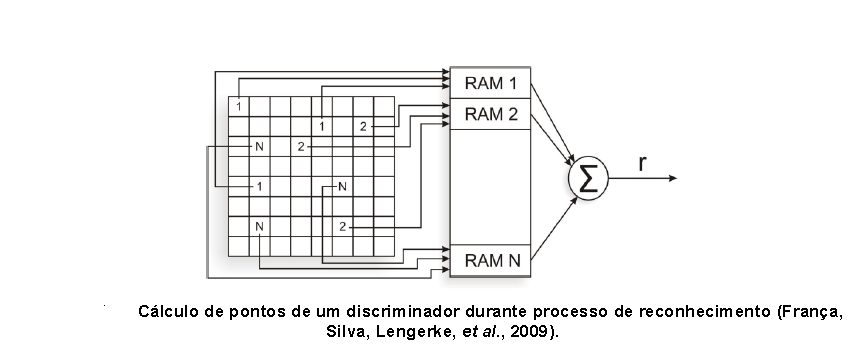 1
RAM 1
1 2
RAM 2
N 2
r
Σ
1 N
N 2
RAM N
Cálculo de pontos de um discriminador durante processo de reconhecimento (França,
Silva, Lengerke, et al., 2009).